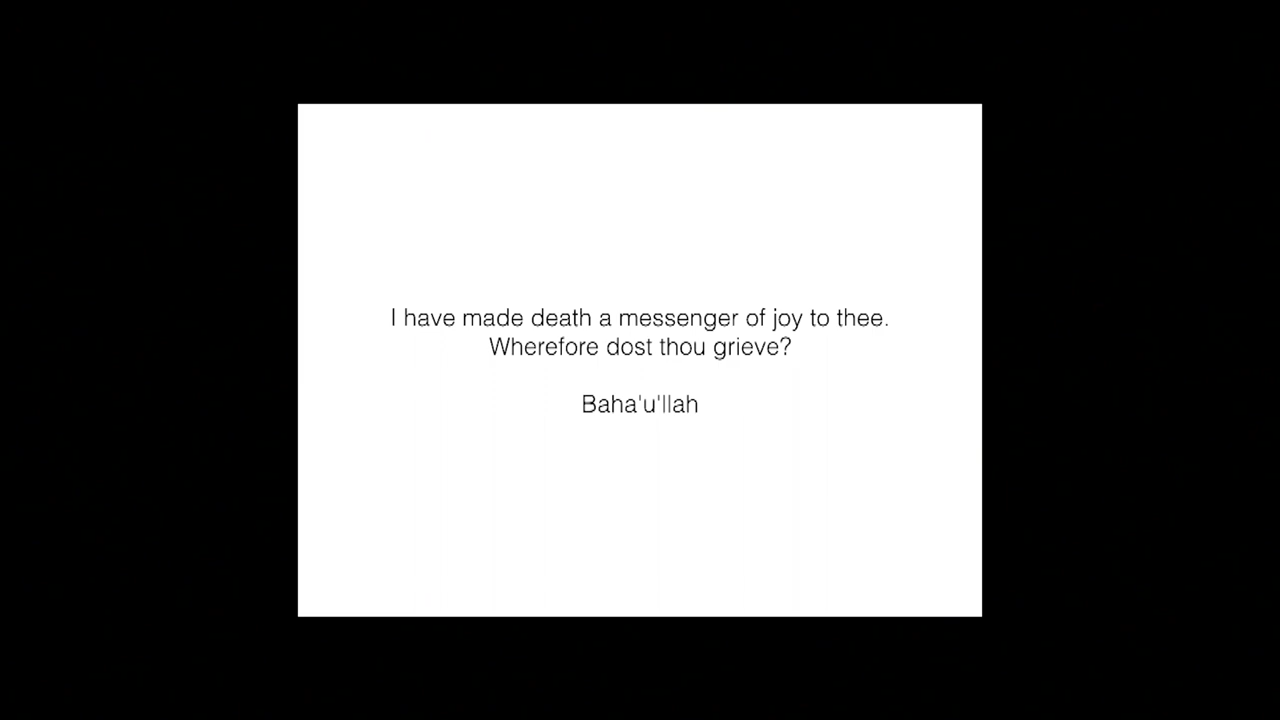 I have made death a messenger of joy to thee.
Wherefore dost thou grieve?
Baha'u'llah